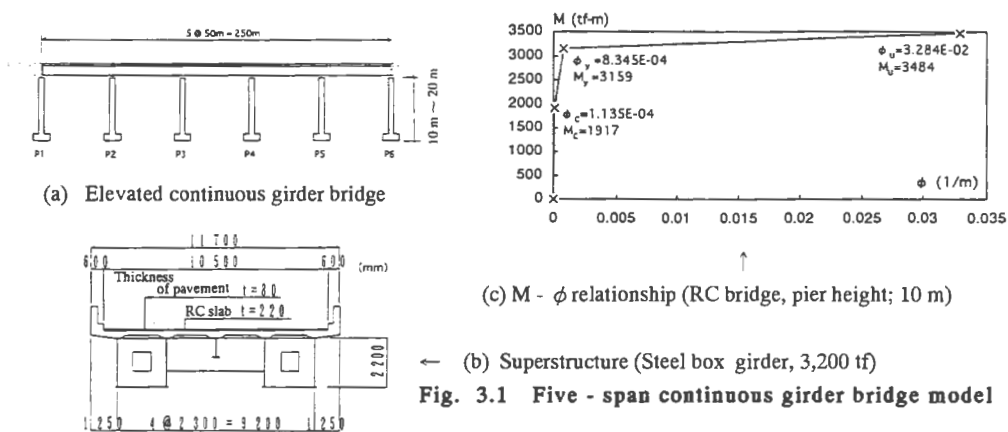 5 @ 50m = 250m
10 m ~ 20 m
P1 P2 P3 P4 P5 P6
(a) Elevated continuous girder bridge
11 700
600 10 500 600
(mm)
Thickness
of pavement t=80
RC slab t=220
2 200
1 250 4 @ 2 300 = 9 200 1 250
← (b) Superstructure (Steel box girder, 3,200 tf)
M (tf-m)
3500
3000
2500
2000
1500
1000
500
0
ϕy =8.345E-04
My=3159
ϕc=1.135E-04
Mc=1917
ϕu=3.284E-02
Mu=3484
ϕ (1/m)
0 0.005 0.01 0.015 0.02 0.025 0.03 0.035
↑
(c) M - ϕ relationship (RC bridge, pier height; 10 m)
Fig. 3.1 Five - span continuous girder bridge model